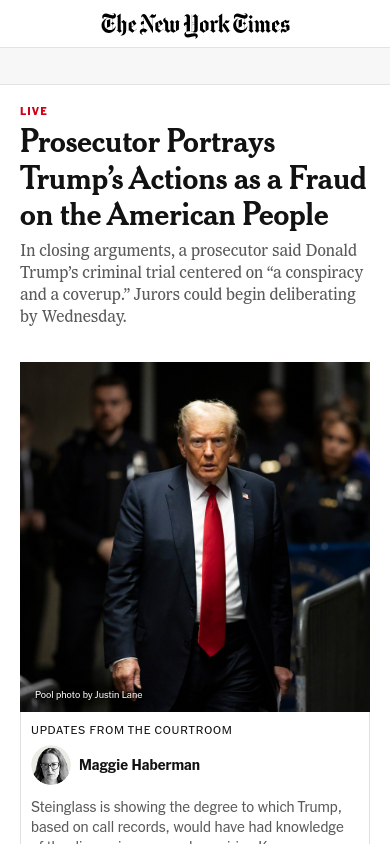 The New York Times
LIVE
Prosecutor Portrays
Trump’s Actions as a Fraud
on the American People
In closing arguments, a prosecutor said Donald
Trump’s criminal trial centered on “a conspiracy
and a coverup.” Jurors could begin deliberating
by Wednesday.
Pool photo by Justin Lane
UPDATES FROM THE COURTROOM
Maggie Haberman
Steinglass is showing the degree to which Trump,
based on call records, would have had knowledge